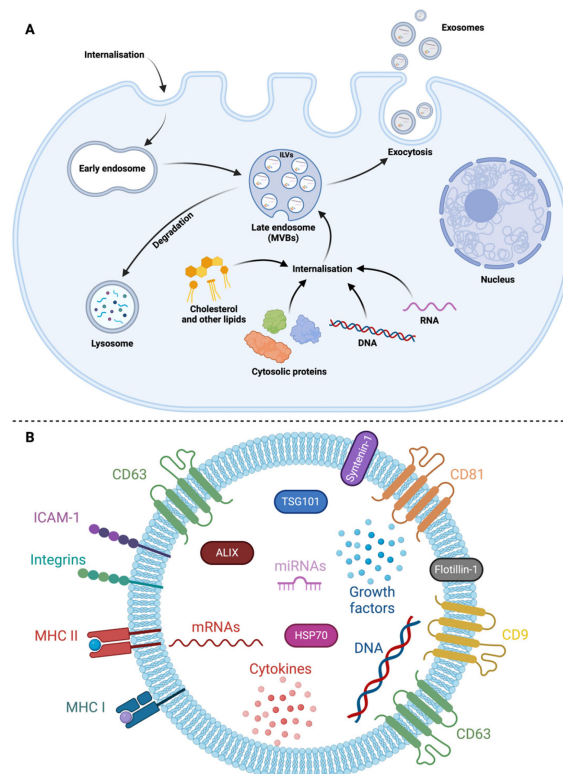 A
Exosomes
Internalisation
ILVs
Exocytosis
Early endosome
Late endosome
(MVBs)
Degradation
Nucleus
Internalisation
Cholesterol
and other lipids
RNA
Lysosome
DNA
Cytosolic proteins
B
CD63
Syntenin-1
CD81
TSG101
ICAM-1
ALIX
Integrins
miRNAs
Flotillin-1
Growth
factors
MHC II
mRNAs
HSP70
DNA
CD9
Cytokines
MHC I
CD63